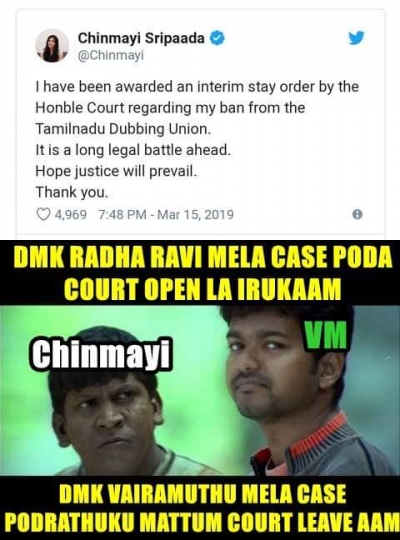 Chinmayi Sripaada
@Chinmayi
I have been awarded an interim stay order by the
Honble Court regarding my ban from the
Tamilnadu Dubbing Union.
It is a long legal battle ahead.
Hope justice will prevail.
Thank you.
4,969 7:48 PM - Mar 15, 2019
DMK RADHA RAVI MELA CASE PODA
COURT OPEN LA IRUKAAM
VM
Chinmayi
DMK VAIRAMUTHU MELA CASE
PODRATHUKU MATTUM COURT LEAVE AAM